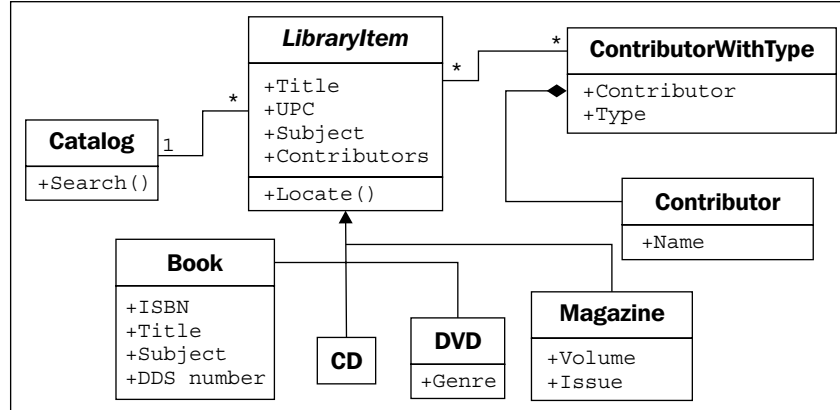 LibraryItem
+Title
+UPC
+Subject
+Contributors
+Locate()
*
*
*
1
ContributorWithType
+Contributor
+Type
Catalog
+Search()
Contributor
+Name
Book
+ISBN
+Title
+Subject
+DDS number
CD
DVD
+Genre
Magazine
+Volume
+Issue